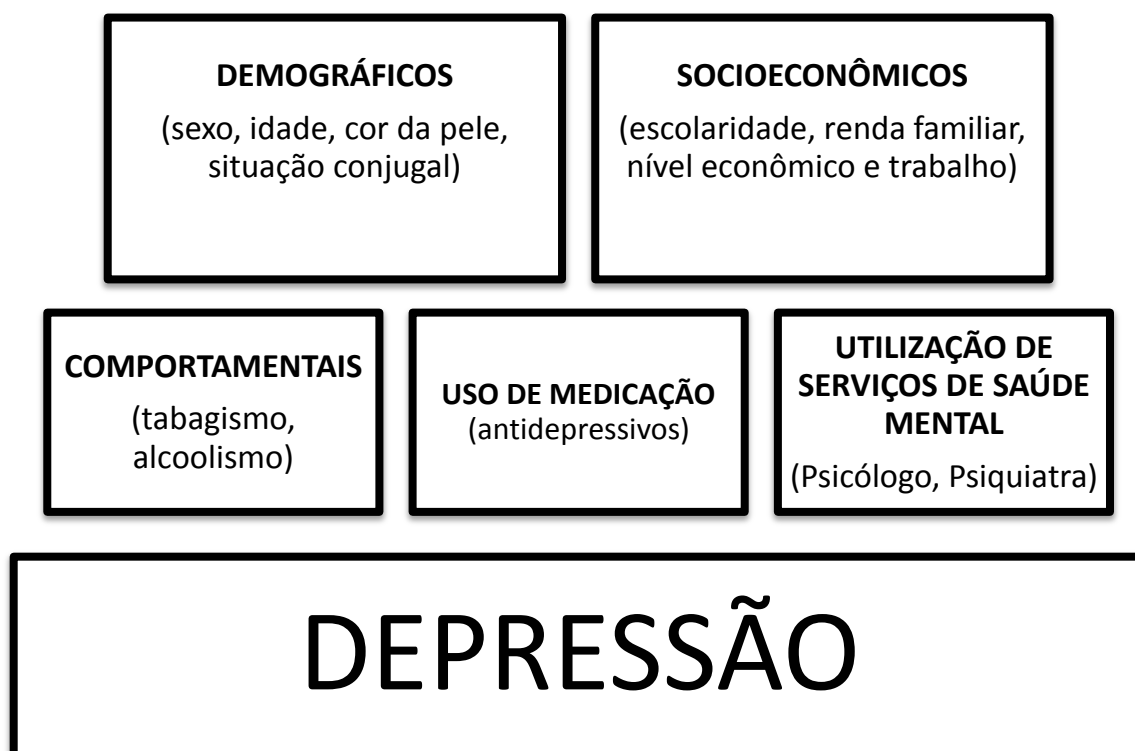 DEMOGRÁFICOS
(sexo, idade, cor da pele,
situação conjugal)
SOCIOECONÔMICOS
(escolaridade, renda familiar,
nível econômico e trabalho)
COMPORTAMENTAIS
(tabagismo,
alcoolismo)
USO DE MEDICAÇÃO
(antidepressivos)
UTILIZAÇÃO DE
SERVIÇOS DE SAÚDE
MENTAL
(Psicólogo, Psiquiatra)
DEPRESSÃO